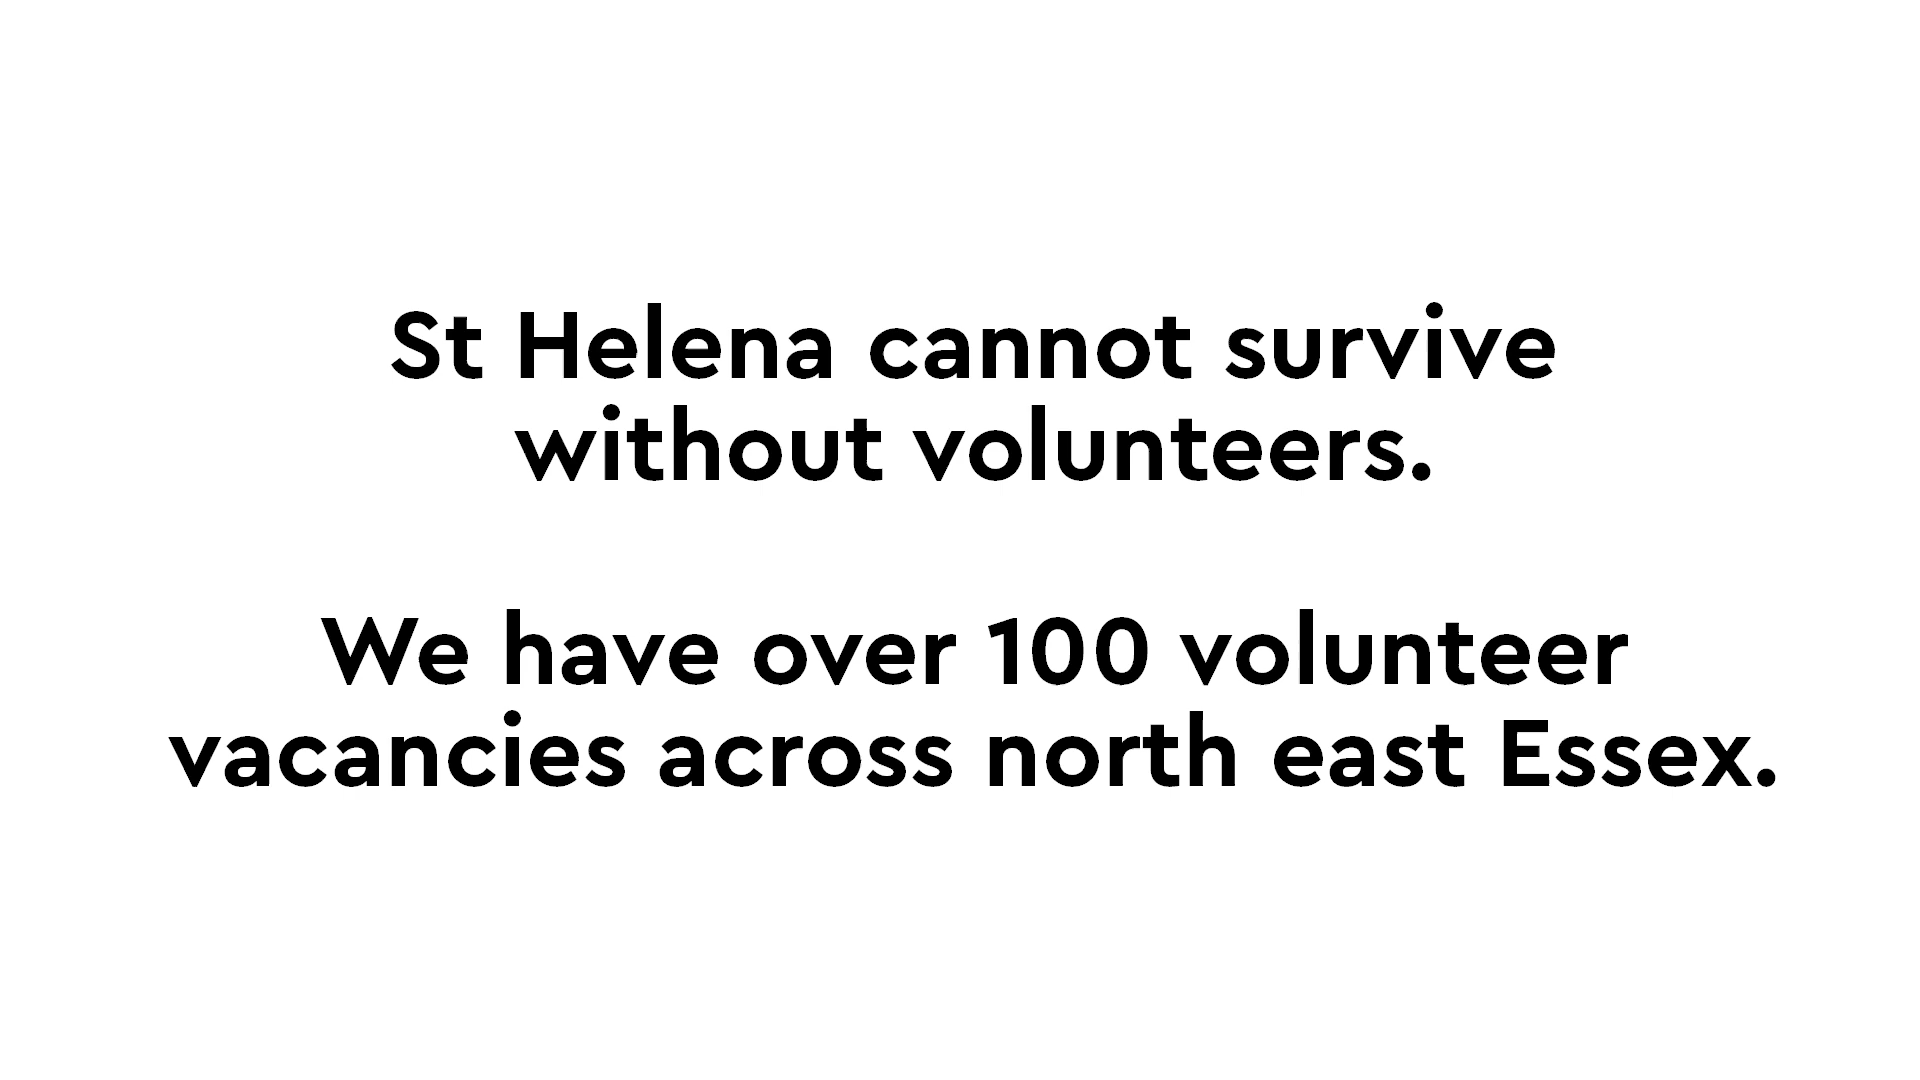 St Helena cannot survive
without volunteers.
We have over 100 volunteer
vacancies across north east Essex.